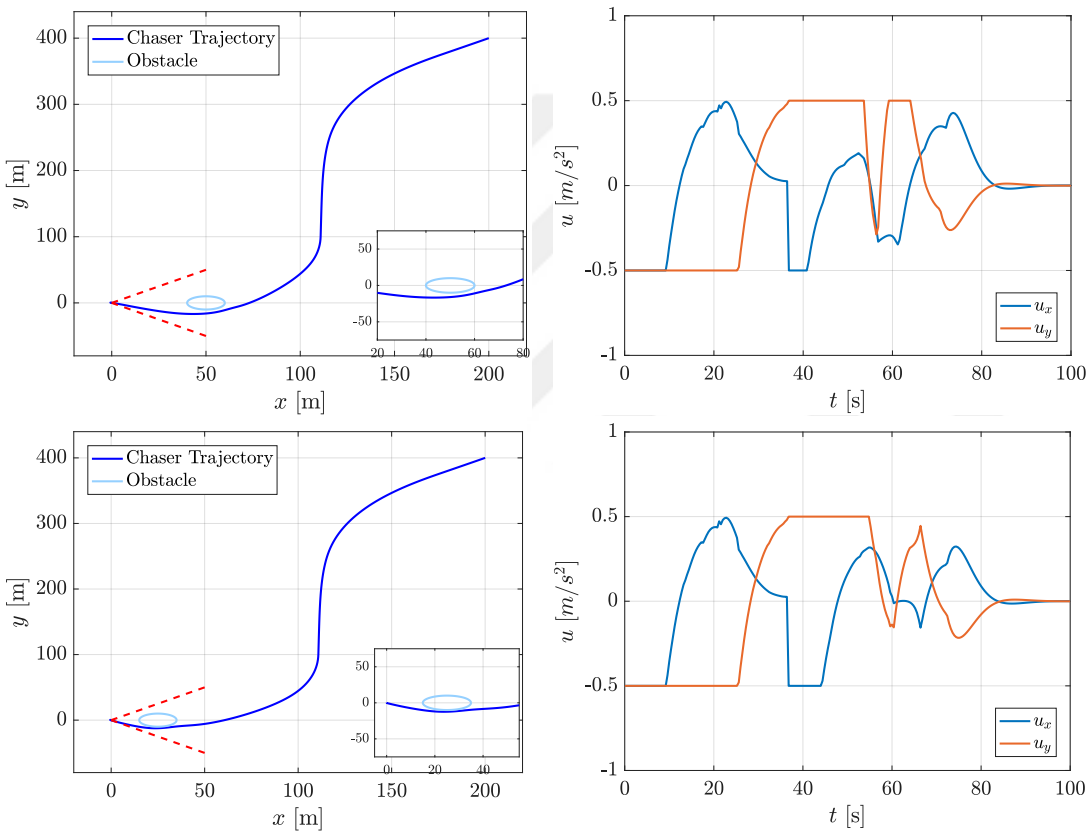 Chaser Trajectory
Obstacle
y [m]
400
300
200
100
0
50
0
-50
20 40 60 80
0 50 100 150 200
x [m]
1
0.5
0
-0.5
-1
u [m/s²]
u_x
u_y
0 20 40 60 80 100
t [s]
Chaser Trajectory
Obstacle
y [m]
400
300
200
100
0
50
0
-50
0 20 40
0 50 100 150 200
x [m]
1
0.5
0
-0.5
-1
u [m/s²]
u_x
u_y
0 20 40 60 80 100
t [s]